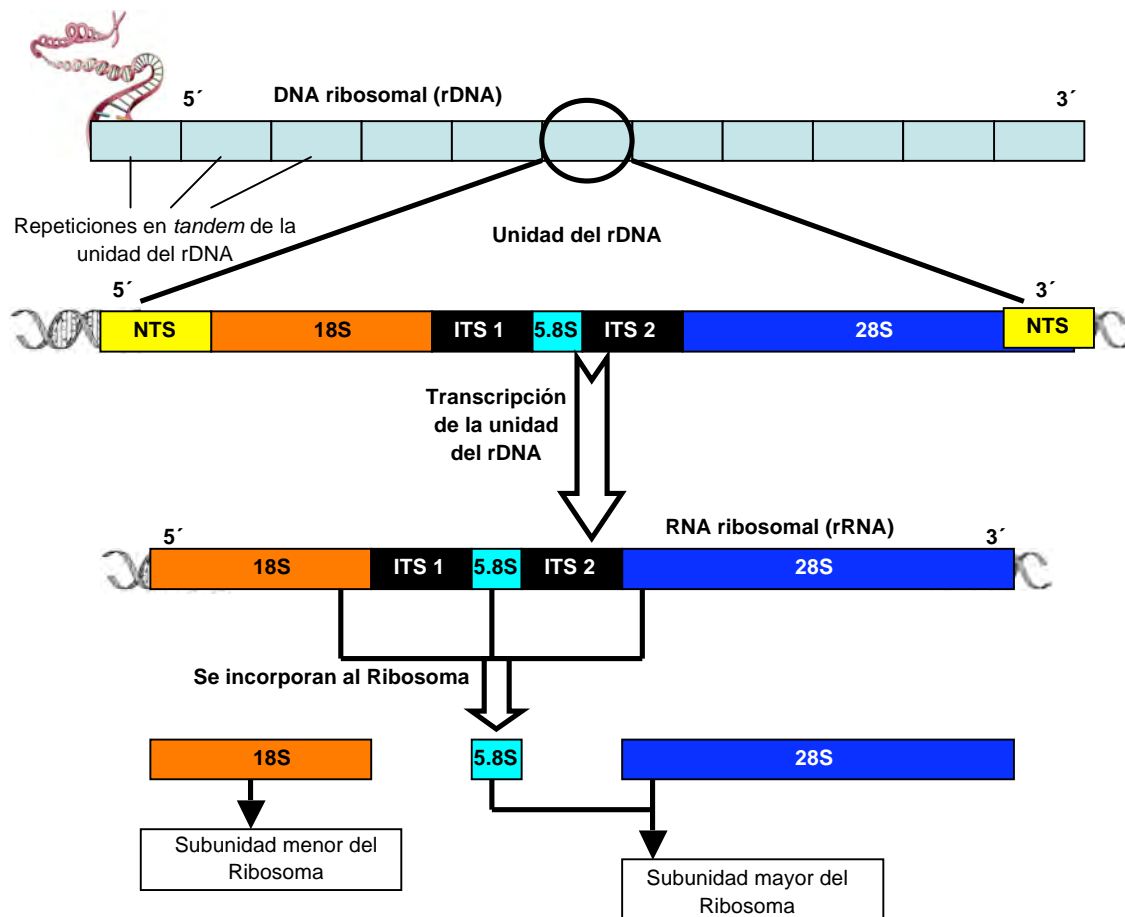 5´
DNA ribosomal (rDNA)
3´
Repeticiones en tandem de la
unidad del rDNA
Unidad del rDNA
5´
3´
NTS
18S
ITS 1
5.8S
ITS 2
28S
NTS
Transcripción
de la unidad
del rDNA
RNA ribosomal (rRNA)
5´
3´
18S
ITS 1
5.8S
ITS 2
28S
Se incorporan al Ribosoma
18S
5.8S
28S
Subunidad menor del
Ribosoma
Subunidad mayor del
Ribosoma